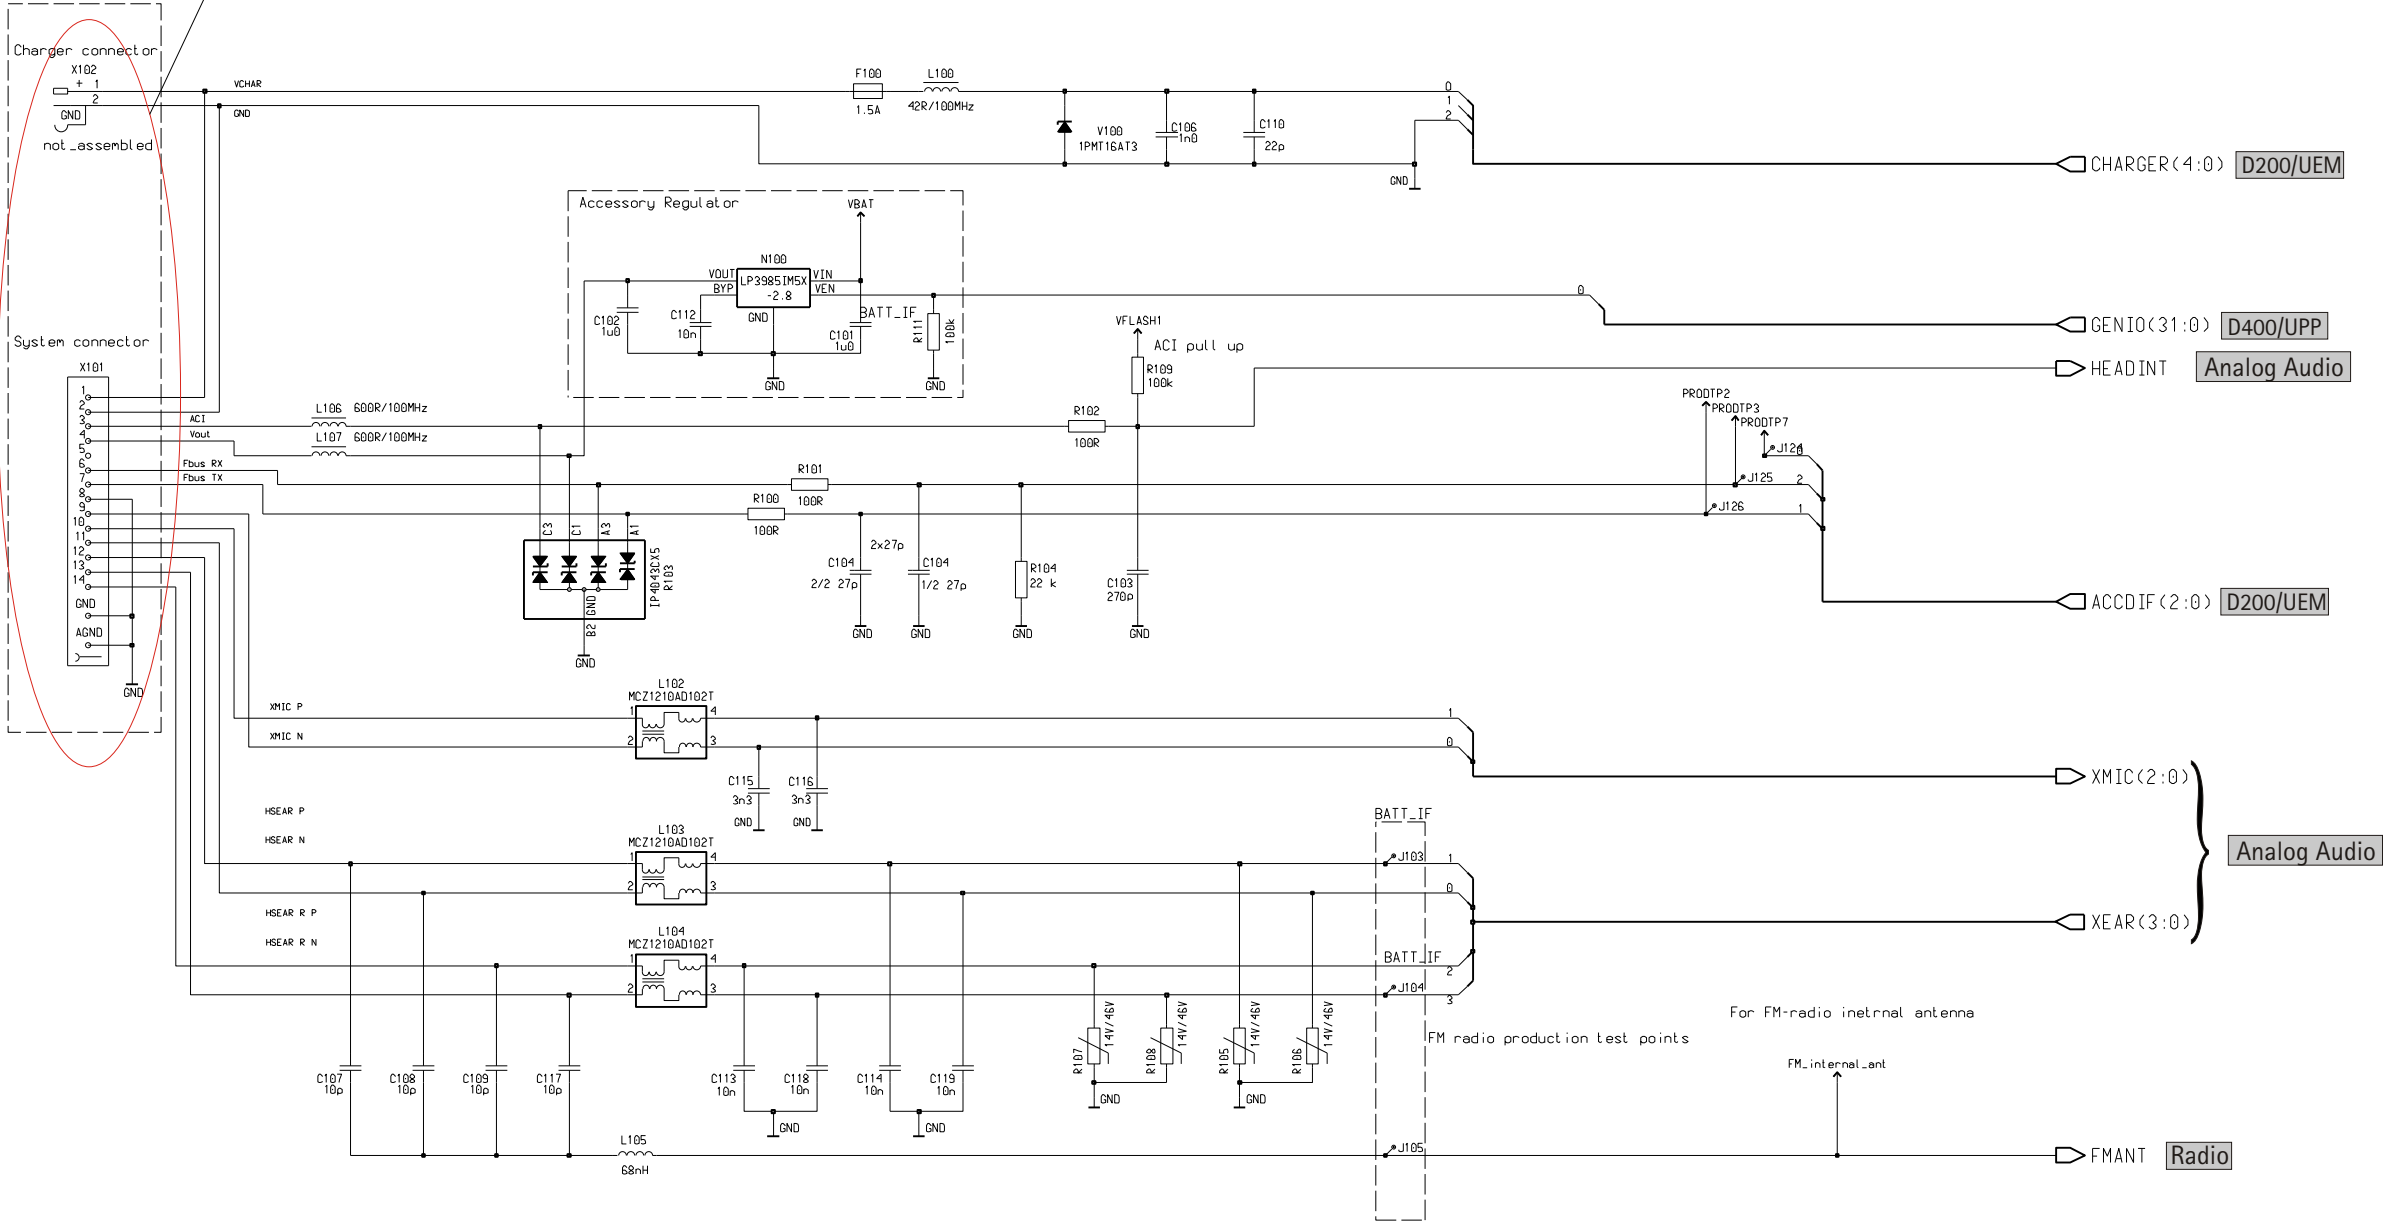 Charger connector
X102
+ 1
2
GND
not_assembled
VCHAR
GND
F100
1.5A
L100
42R/100MHz
V100
1PMT16AT3
C106
1n0
C110
22p
0
1
2
GND
CHARGER(4:0)
D200/UEM
Accessory Regulator
VBAT
N100
LP3985IM5X
-2.8
VOUT
BYP
VIN
VEN
GND
C102
1u0
C112
10n
BATT_IF
C101
1u0
R111
100k
GND
GND
0
GENIO(31:0)
D400/UPP
VFLASH1
ACI pull up
R109
100k
HEADINT
Analog Audio
System connector
X101
1
2
3
4
5
6
7
8
9
10
11
12
13
14
GND
AGND
GND
ACI
Vout
Fbus RX
Fbus TX
L106 600R/100MHz
L107 600R/100MHz
R102
100R
R101
100R
R100
100R
PRODTP2
PRODTP3
PRODTP7
J124
0
J125
2
J126
1
C3
C1
A3
A1
IP4043CX5
R103
B2 GND
GND
2x27p
C104
2/2 27p
C104
1/2 27p
R104
22 k
C103
270p
GND
GND
GND
GND
ACCDIF(2:0)
D200/UEM
XMIC P
XMIC N
L102
MCZ1210AD102T
1
2
4
3
C115
3n3
GND
C116
3n3
GND
1
0
XMIC(2:0)
HSEAR P
HSEAR N
L103
MCZ1210AD102T
1
2
4
3
BATT_IF
J103
1
0
Analog Audio
HSEAR R P
HSEAR R N
L104
MCZ1210AD102T
1
2
4
3
BATT_IF
2
J104
3
XEAR(3:0)
C107
10p
C108
10p
C109
10p
C117
10p
C113
10n
C118
10n
C114
10n
C119
10n
GND
GND
R107
14V/46V
R108
14V/46V
R105
14V/46V
R106
14V/46V
GND
GND
FM radio production test points
For FM-radio inetrnal antenna
FM_internal_ant
L105
68nH
J105
FMANT
Radio